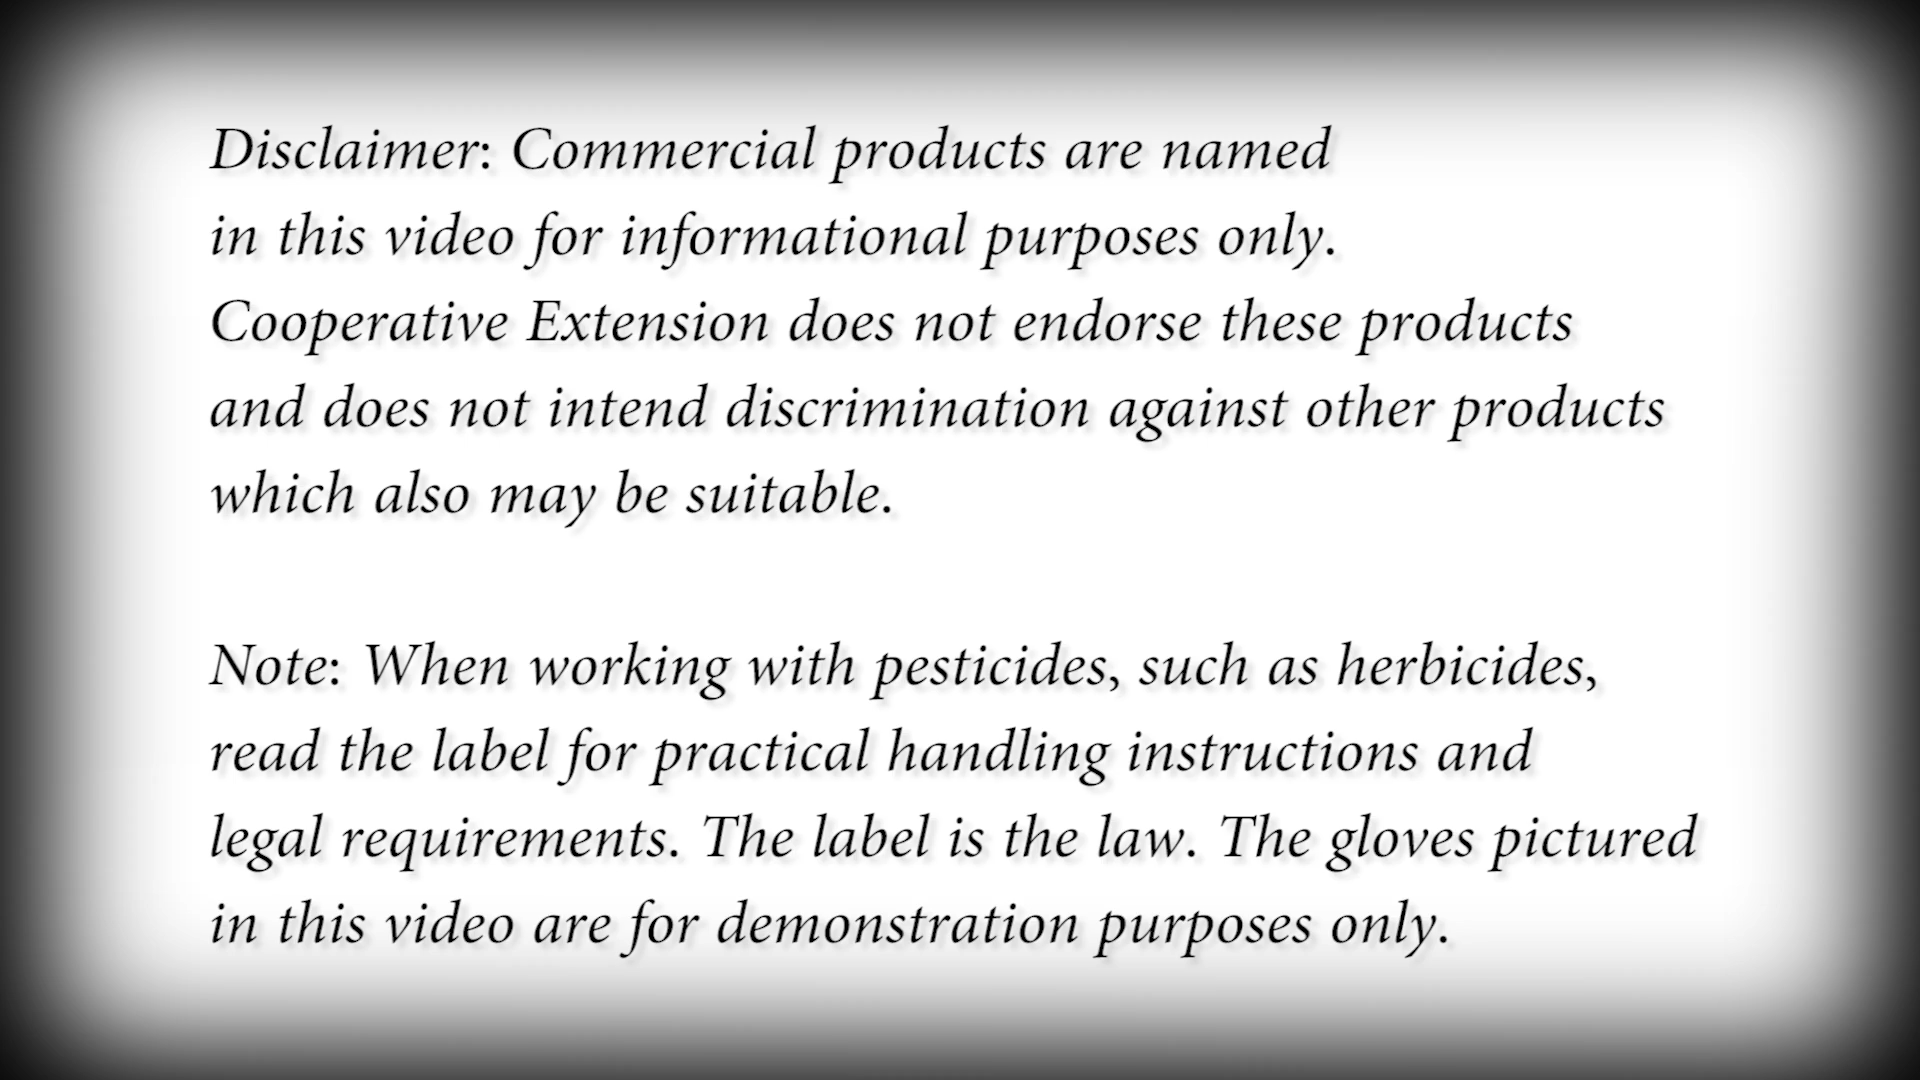 Disclaimer: Commercial products are named
in this video for informational purposes only.
Cooperative Extension does not endorse these products
and does not intend discrimination against other products
which also may be suitable.
Note: When working with pesticides, such as herbicides,
read the label for practical handling instructions and
legal requirements. The label is the law. The gloves pictured
in this video are for demonstration purposes only.